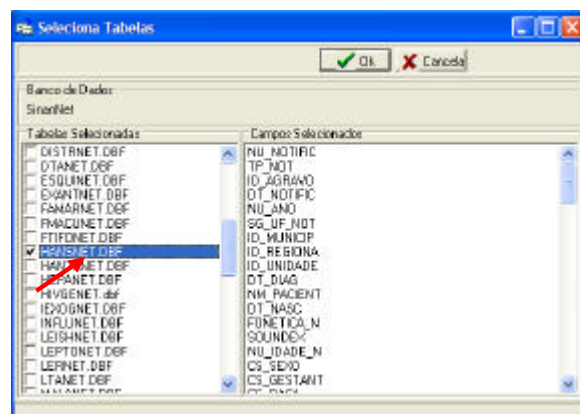 Seleciona Tabelas
Ok
Cancela
Banco de Dados
SinanNet
Tabelas Selecionadas
DISTRNET.DBF
DTANET.DBF
ESQUINET.DBF
EXANTNET.DBF
FAMARNET.DBF
FMACUNET.DBF
FTIFONET.DBF
HANSNET.DBF
HEPANET.DBF
HIVGENET.dbf
IEXOGNET.DBF
INFLUNET.DBF
LEISHNET.DBF
LEPTONET.DBF
LERNET.DBF
LTANET.DBF
Campos Selecionados
NU_NOTIFIC
TP_NOT
ID_AGRAVO
DT_NOTIFIC
NU_ANO
SG_UF_NOT
ID_MUNICIP
ID_REGIONA
ID_UNIDADE
DT_DIAG
NM_PACIENT
DT_NASC
FONETICA_N
SOUNDEX
NU_IDADE_N
CS_SEXO
CS_GESTANT